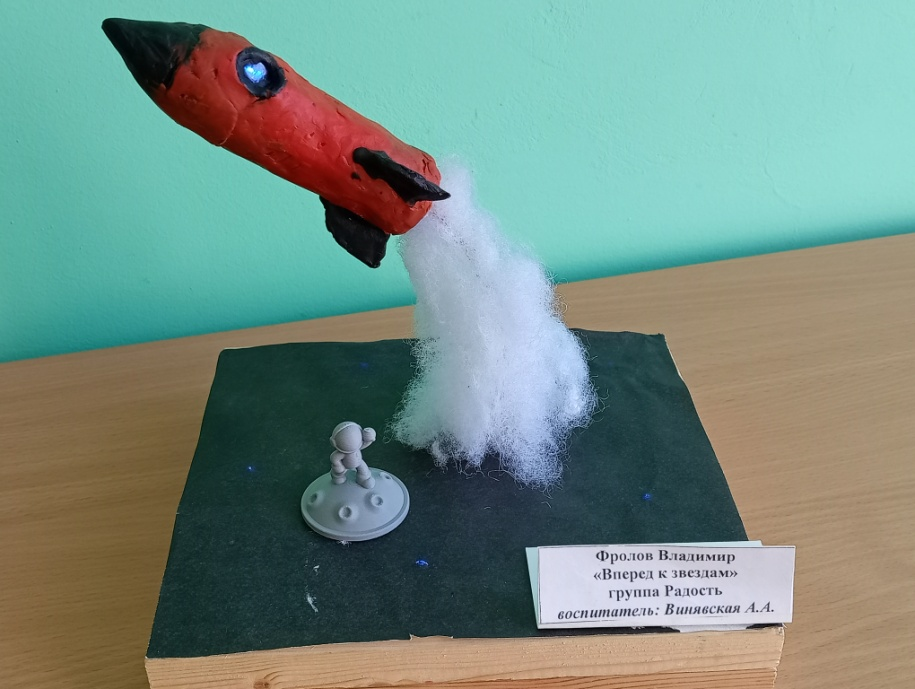 Фролов Владимир
«Вперед к звездам»
группа Радость
воспитатель: Винявская А.А.